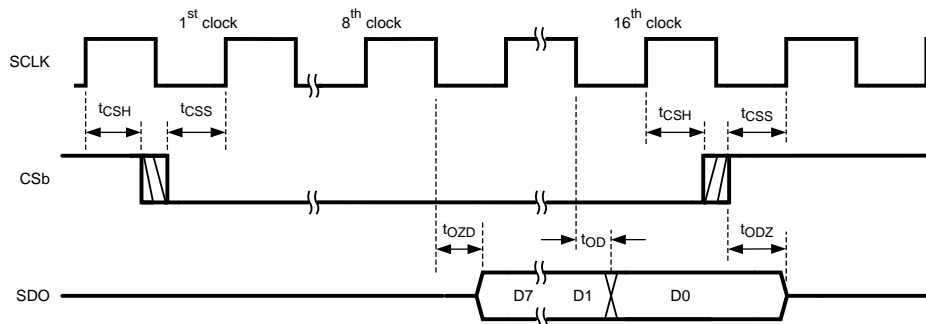 1st clock 8th clock 16th clock
SCLK
tCSH tCSS tCSH tCSS
CSb
tOZD tOD tODZ
SDO D7 D1 D0